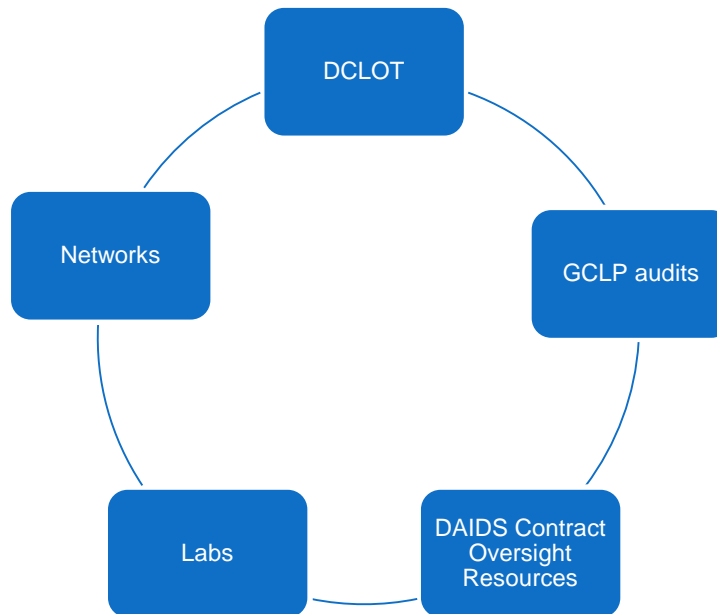 DCLOT
Networks
GCLP audits
Labs
DAIDS Contract
Oversight
Resources